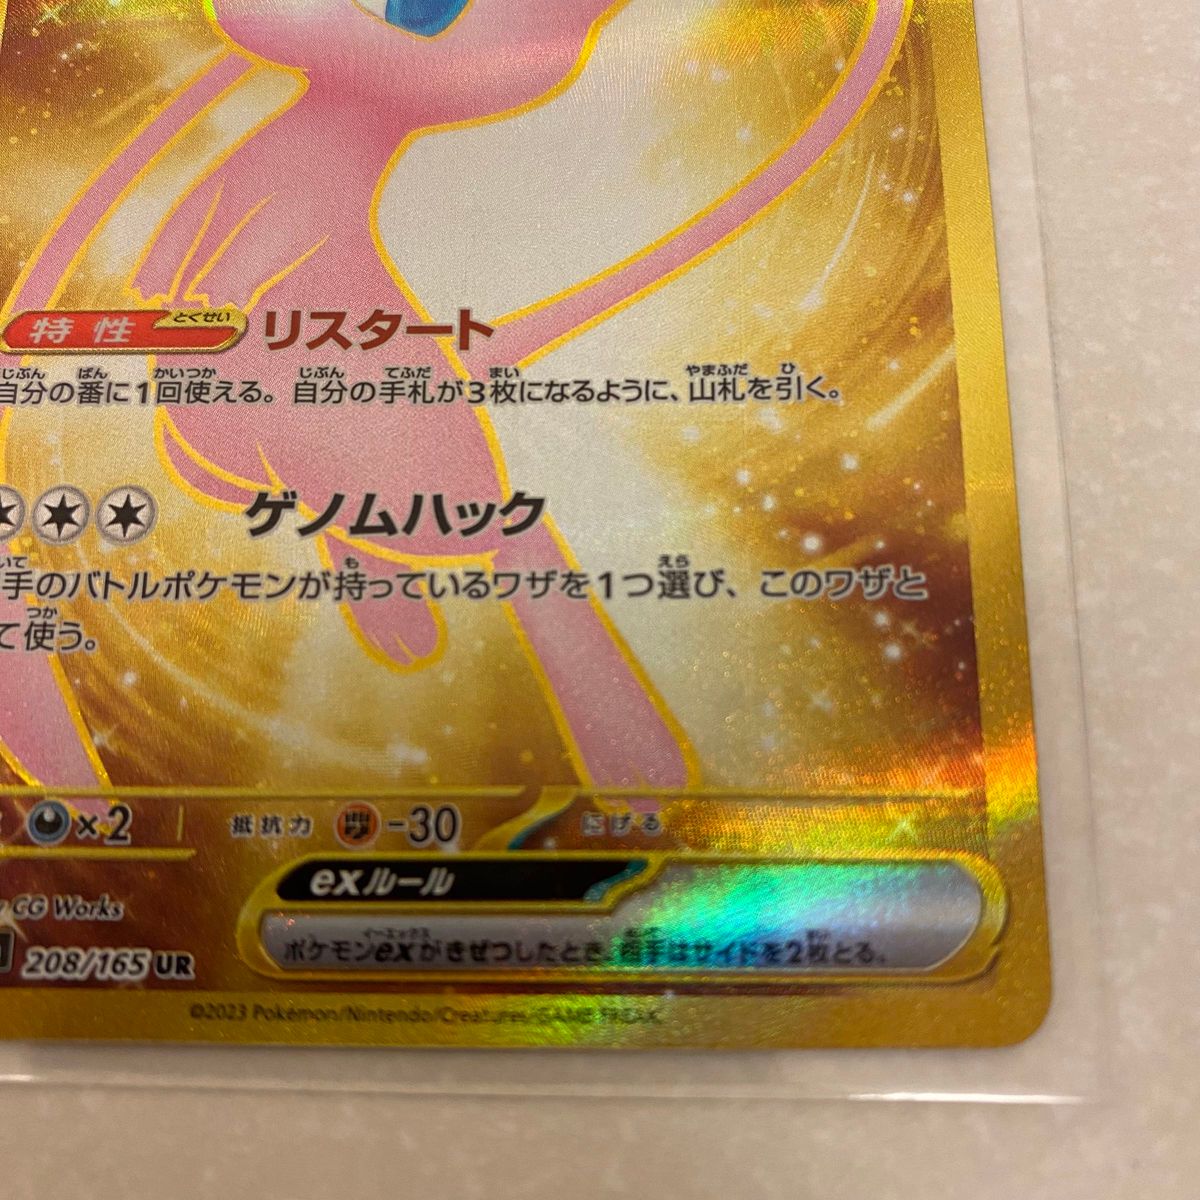 特性 とくせい リスタート
じぶん ばん かいつか じぶん てふだ まい やまふだ ひ
自分の番に1回使える。自分の手札が3枚になるように、山札を引く。
ゲノムハック
も えら
手のバトルポケモンが持っているワザを1つ選び、このワザと
つか
て使う。
×2 抵抗力 -30 にげる
exルール
CG Works
イーエックス
ポケモンexがきぜつしたとき、相手はサイドを2枚とる。
208/165 UR
©2023 Pokémon/Nintendo/Creatures/GAME FREAK